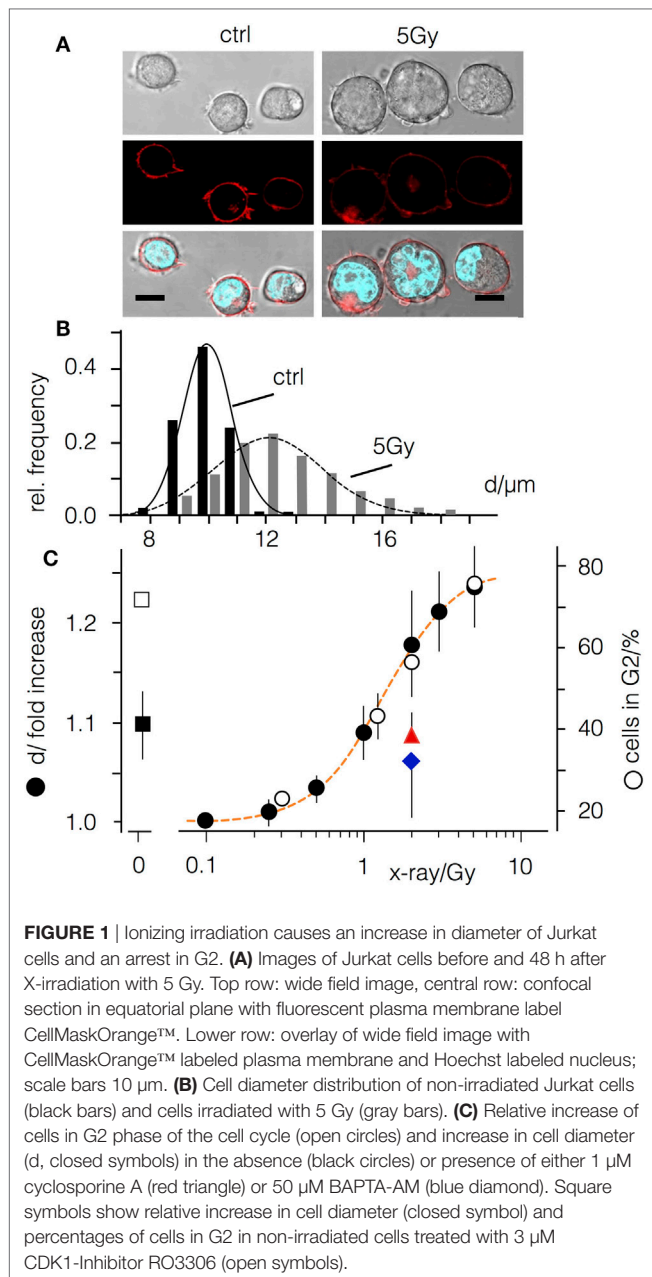 A
ctrl
5Gy
B
rel. frequency
0.4
0.2
0.0
ctrl
5Gy
d/µm
8
12
16
C
d/ fold increase
1.2
1.1
1.0
80
60
40
20
cells in G2/%
0
0.1
1
10
x-ray/Gy
FIGURE 1 | Ionizing irradiation causes an increase in diameter of Jurkat
cells and an arrest in G2. (A) Images of Jurkat cells before and 48 h after
X-irradiation with 5 Gy. Top row: wide field image, central row: confocal
section in equatorial plane with fluorescent plasma membrane label
CellMaskOrange™. Lower row: overlay of wide field image with
CellMaskOrange™ labeled plasma membrane and Hoechst labeled nucleus;
scale bars 10 µm. (B) Cell diameter distribution of non-irradiated Jurkat cells
(black bars) and cells irradiated with 5 Gy (gray bars). (C) Relative increase of
cells in G2 phase of the cell cycle (open circles) and increase in cell diameter
(d, closed symbols) in the absence (black circles) or presence of either 1 µM
cyclosporine A (red triangle) or 50 µM BAPTA-AM (blue diamond). Square
symbols show relative increase in cell diameter (closed symbol) and
percentages of cells in G2 in non-irradiated cells treated with 3 µM
CDK1-Inhibitor RO3306 (open symbols).